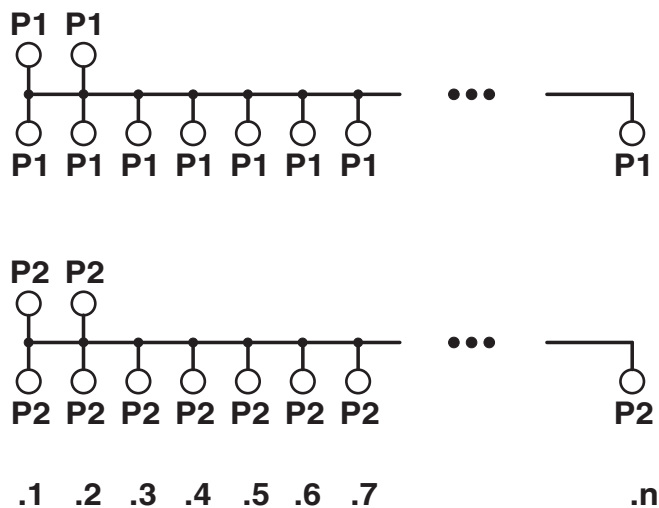 P1 P1
P1 P1 P1 P1 P1 P1 P1 P1
P2 P2
P2 P2 P2 P2 P2 P2 P2 P2
.1 .2 .3 .4 .5 .6 .7 .n